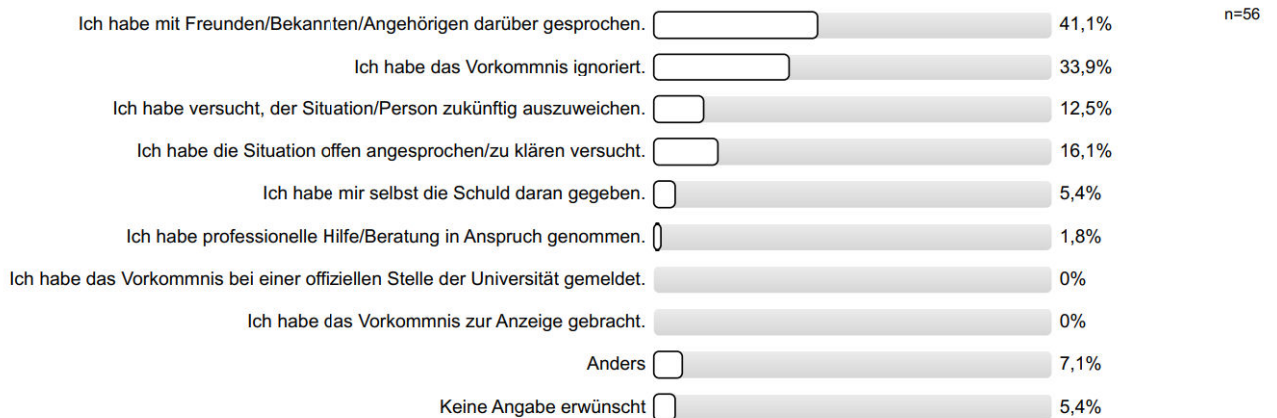 Ich habe mit Freunden/Bekannten/Angehörigen darüber gesprochen. 41,1% n=56
Ich habe das Vorkommnis ignoriert. 33,9%
Ich habe versucht, der Situation/Person zukünftig auszuweichen. 12,5%
Ich habe die Situation offen angesprochen/zu klären versucht. 16,1%
Ich habe mir selbst die Schuld daran gegeben. 5,4%
Ich habe professionelle Hilfe/Beratung in Anspruch genommen. 1,8%
Ich habe das Vorkommnis bei einer offiziellen Stelle der Universität gemeldet. 0%
Ich habe das Vorkommnis zur Anzeige gebracht. 0%
Anders 7,1%
Keine Angabe erwünscht 5,4%